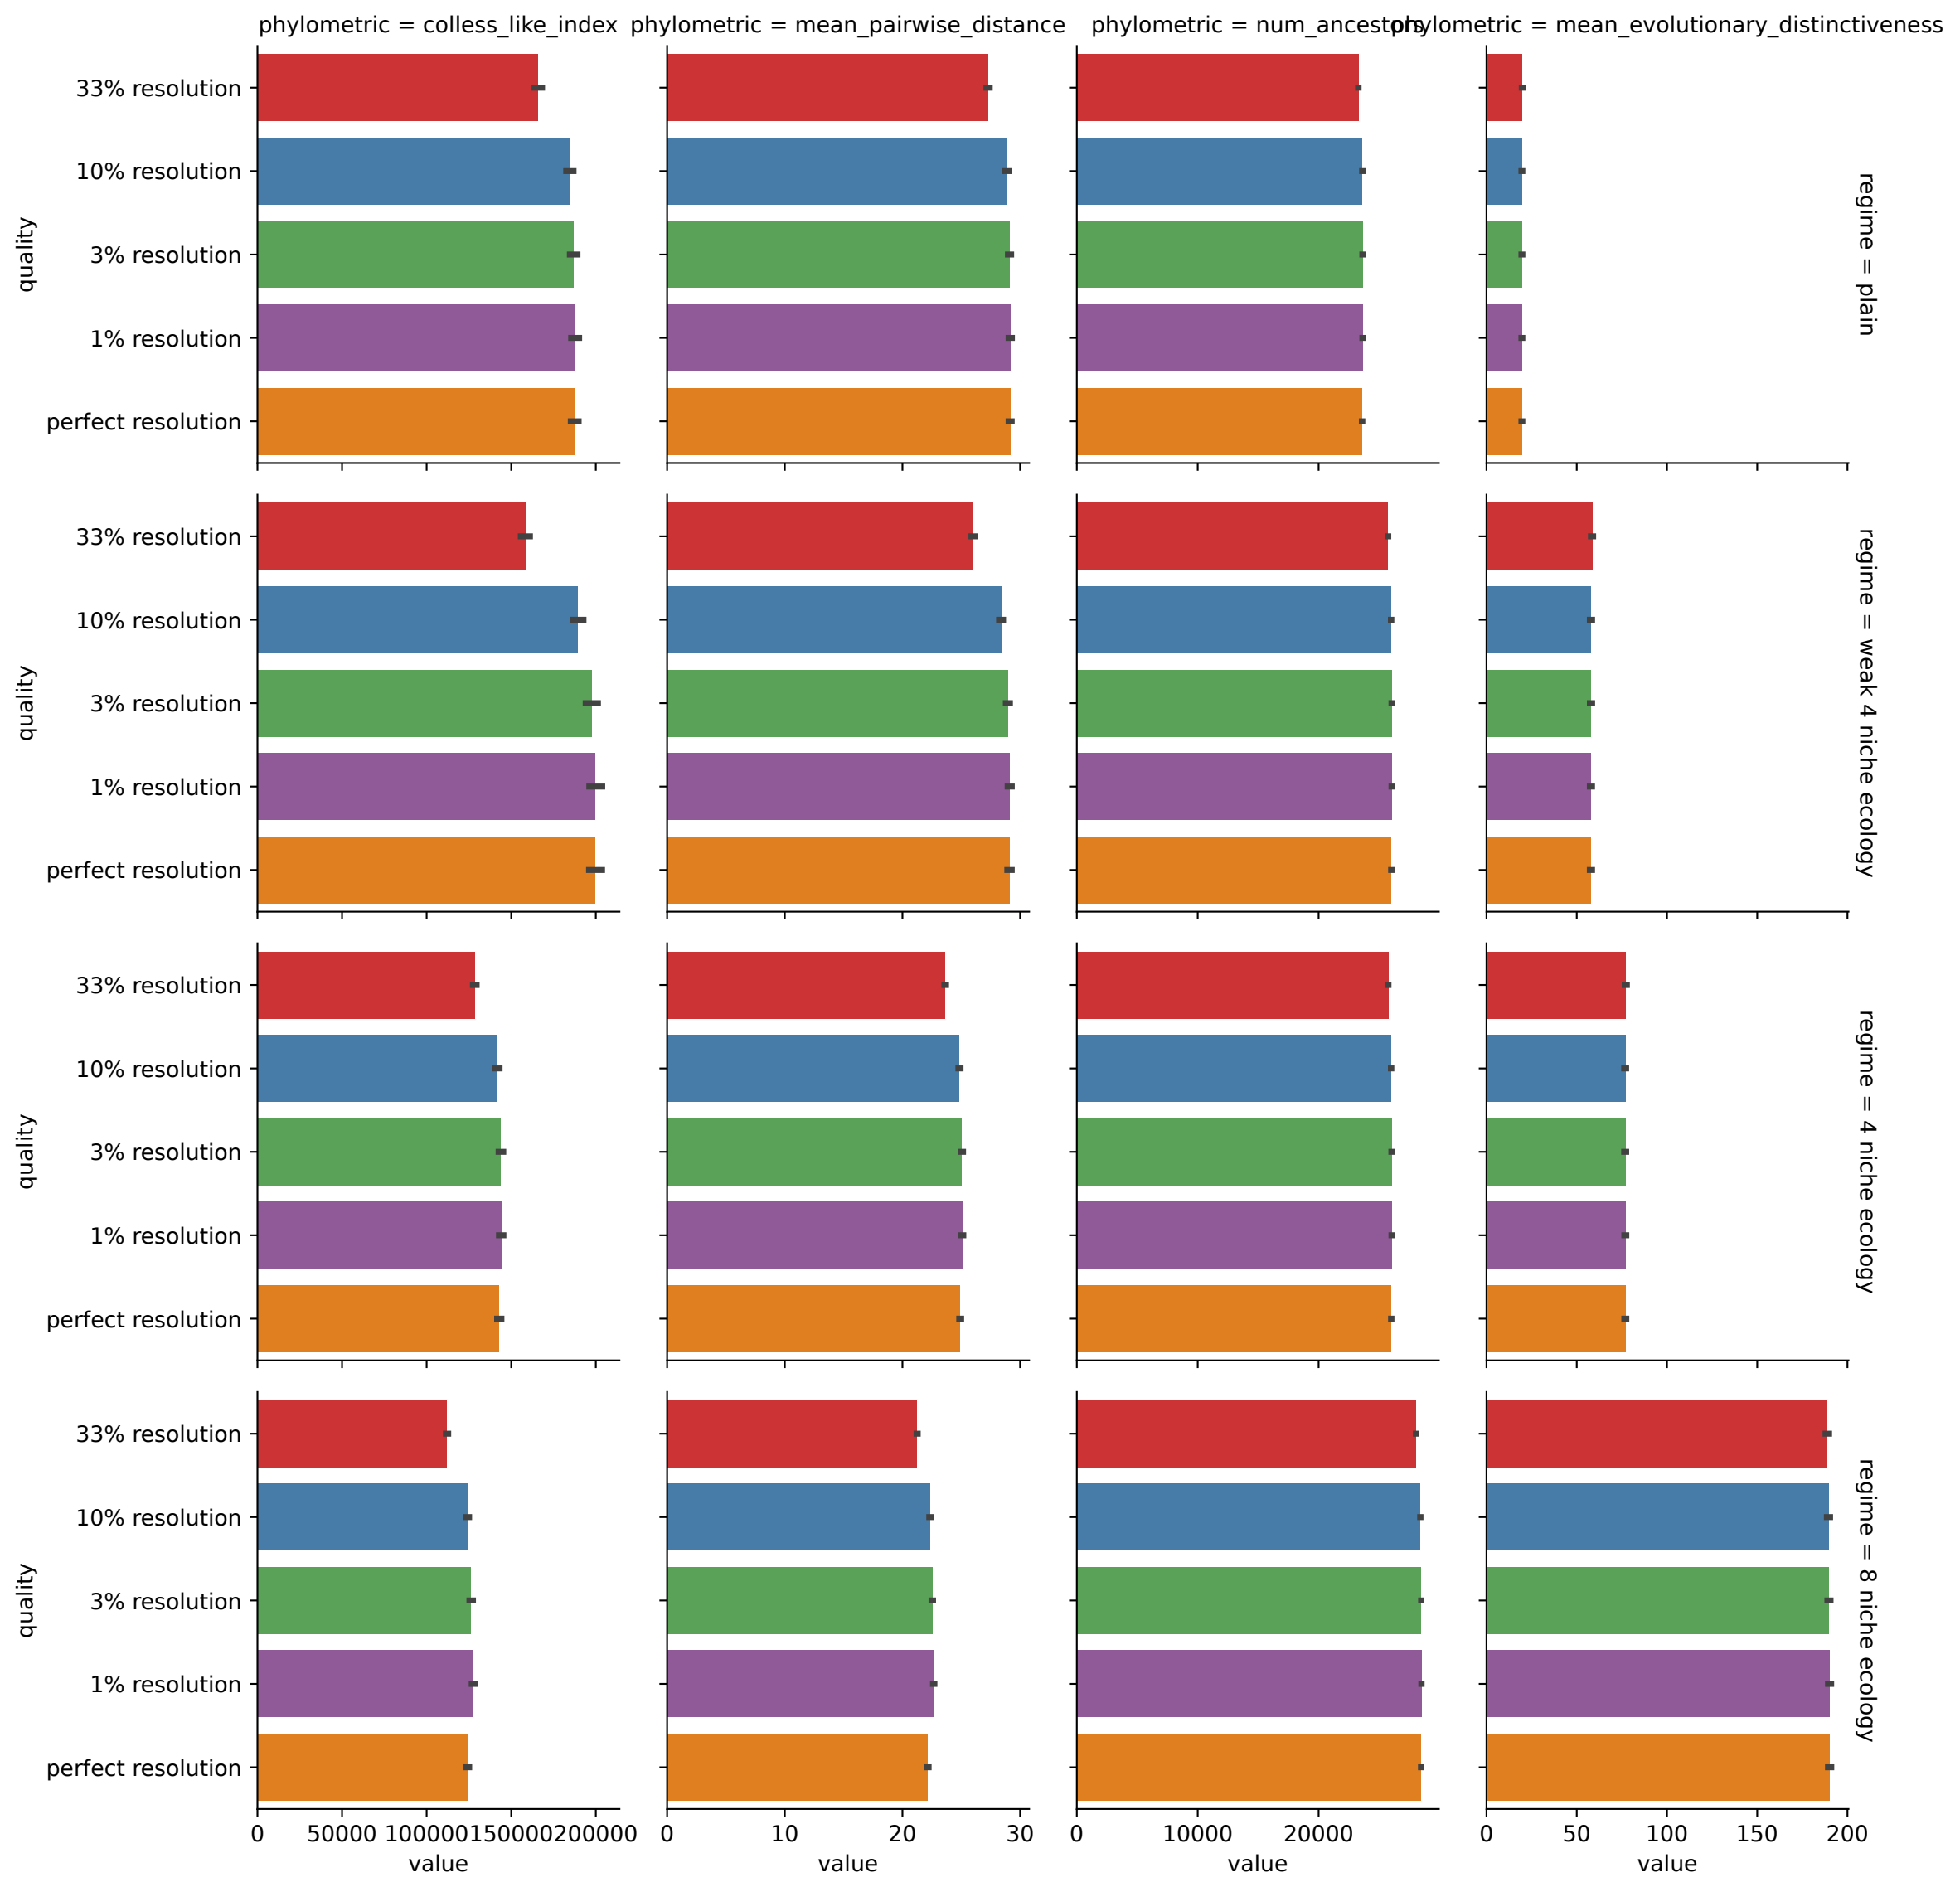 phylometric = colless_like_index
phylometric = mean_pairwise_distance
phylometric = num_ancestors
phylometric = mean_evolutionary_distinctiveness
quality
33% resolution
10% resolution
3% resolution
1% resolution
perfect resolution
regime = plain
quality
33% resolution
10% resolution
3% resolution
1% resolution
perfect resolution
regime = weak 4 niche ecology
quality
33% resolution
10% resolution
3% resolution
1% resolution
perfect resolution
regime = 4 niche ecology
quality
33% resolution
10% resolution
3% resolution
1% resolution
perfect resolution
regime = 8 niche ecology
0 50000 100000 150000 200000
value
0 10 20 30
value
0 10000 20000
value
0 50 100 150 200
value